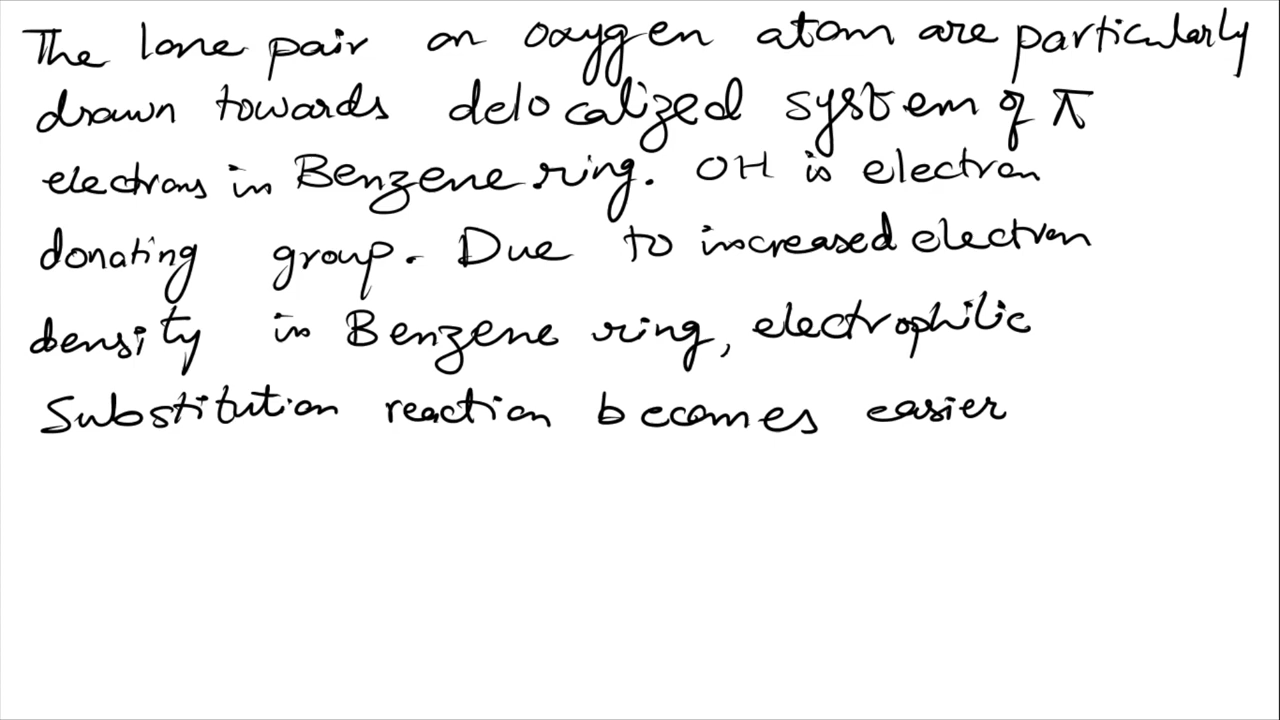 The lone pair on oxygen atom are particularly
drawn towards delocalized system of π
electrons in Benzene ring. OH is electron
donating group. Due to increased electron
density in Benzene ring, electrophilic
Substitution reaction becomes easier